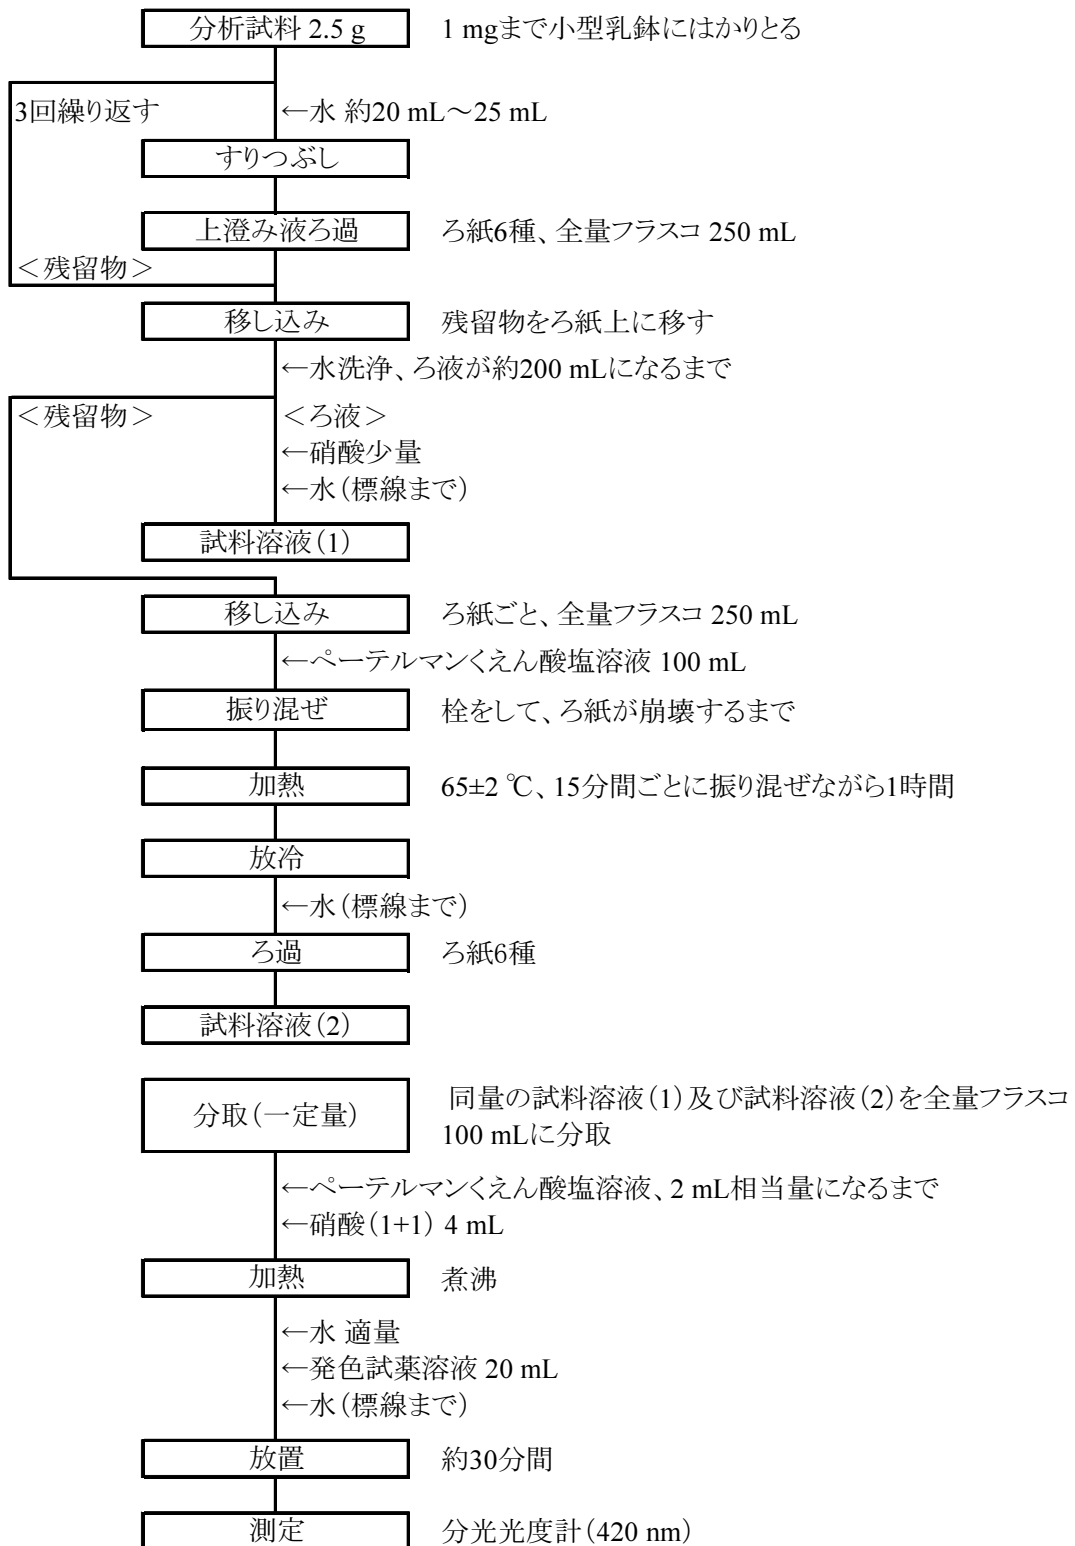 分析試料 2.5 g 1 mgまで小型乳鉢にはかりとる
3回繰り返す ←水 約20 mL～25 mL
すりつぶし
上澄み液ろ過 ろ紙6種、全量フラスコ 250 mL
＜残留物＞
移し込み 残留物をろ紙上に移す
←水洗浄、ろ液が約200 mLになるまで
＜残留物＞ ＜ろ液＞
←硝酸少量
←水（標線まで）
試料溶液（1）
移し込み ろ紙ごと、全量フラスコ 250 mL
←ペーテルマンくえん酸塩溶液 100 mL
振り混ぜ 栓をして、ろ紙が崩壊するまで
加熱 65±2 ℃、15分間ごとに振り混ぜながら1時間
放冷
←水（標線まで）
ろ過 ろ紙6種
試料溶液（2）
分取（一定量） 同量の試料溶液（1）及び試料溶液（2）を全量フラスコ
100 mLに分取
←ペーテルマンくえん酸塩溶液、2 mL相当量になるまで
←硝酸（1+1） 4 mL
加熱 煮沸
←水 適量
←発色試薬溶液 20 mL
←水（標線まで）
放置 約30分間
測定 分光光度計（420 nm）